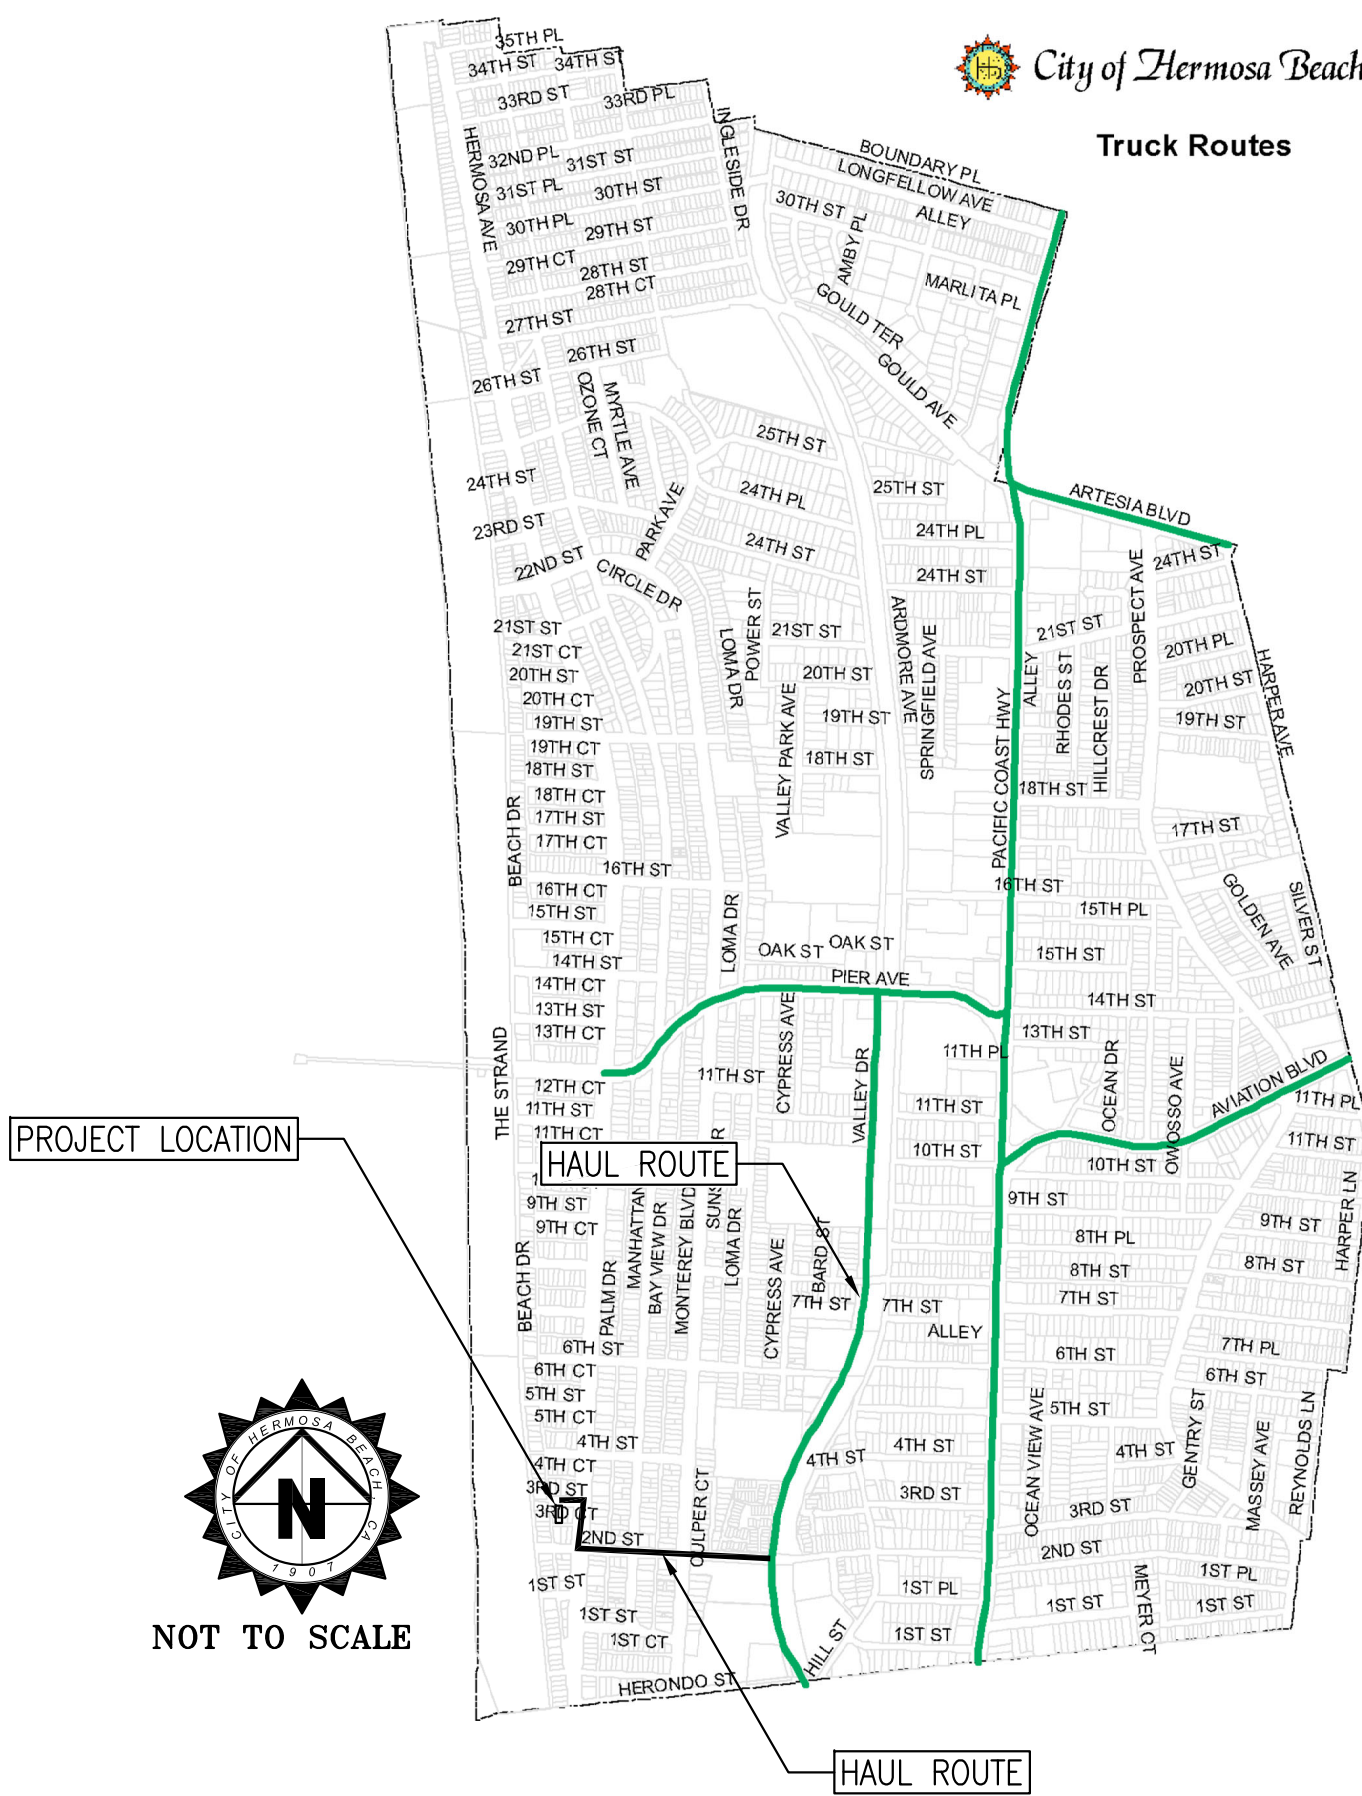 City of Hermosa Beach
Truck Routes
35TH PL
34TH ST
34TH ST
33RD ST
33RD PL
INGLESIDE DR
HERMOSA AVE
32ND PL
31ST ST
31ST PL
30TH ST
30TH PL
29TH ST
29TH CT
28TH ST
28TH CT
27TH ST
26TH ST
26TH ST
BOUNDARY PL
LONGFELLOW AVE
ALLEY
30TH ST
AMBY PL
MARLITA PL
GOULD TER
GOULD AVE
OZONE CT
MYRTLE AVE
25TH ST
24TH ST
24TH PL
25TH ST
PARK AVE
23RD ST
24TH ST
24TH PL
22ND ST
CIRCLE DR
24TH ST
ARTESIA BLVD
24TH ST
PROSPECT AVE
21ST ST
21ST CT
20TH ST
20TH CT
19TH ST
19TH CT
18TH ST
18TH CT
17TH ST
17TH CT
16TH ST
16TH CT
15TH ST
15TH CT
14TH ST
14TH CT
13TH ST
13TH CT
BEACH DR
LOMA DR
POWER ST
21ST ST
20TH ST
19TH ST
18TH ST
VALLEY PARK AVE
ARDMORE AVE
SPRINGFIELD AVE
PACIFIC COAST HWY
ALLEY
21ST ST
RHODES ST
HILLCREST DR
20TH PL
20TH ST
19TH ST
HARPER AVE
18TH ST
17TH ST
16TH ST
15TH PL
GOLDEN AVE
SILVER ST
15TH ST
14TH ST
13TH ST
LOMA DR
OAK ST
OAK ST
PIER AVE
THE STRAND
CYPRESS AVE
VALLEY DR
11TH PL
OCEAN DR
OWOSSO AVE
AVIATION BLVD
11TH PL
11TH ST
12TH CT
11TH ST
11TH CT
11TH ST
11TH ST
10TH ST
10TH ST
PROJECT LOCATION
HAUL ROUTE
9TH ST
9TH CT
9TH ST
8TH PL
8TH ST
7TH ST
9TH ST
8TH ST
HARPER LN
BEACH DR
PALM DR
MANHATTAN
BAY VIEW DR
MONTEREY BLVD
LOMA DR
CYPRESS AVE
BARD ST
7TH ST
7TH ST
ALLEY
6TH ST
6TH CT
5TH ST
5TH CT
4TH ST
4TH CT
3RD ST
3RD CT
2ND ST
CULPER CT
4TH ST
4TH ST
3RD ST
OCEAN VIEW AVE
6TH ST
5TH ST
4TH ST
3RD ST
2ND ST
7TH PL
6TH ST
GENTRY ST
MASSEY AVE
REYNOLDS LN
1ST ST
1ST ST
1ST CT
HERONDO ST
HILL ST
1ST PL
1ST ST
1ST ST
MEYER CT
1ST PL
1ST ST
CITY OF HERMOSA BEACH, CA
1907
N
NOT TO SCALE
HAUL ROUTE